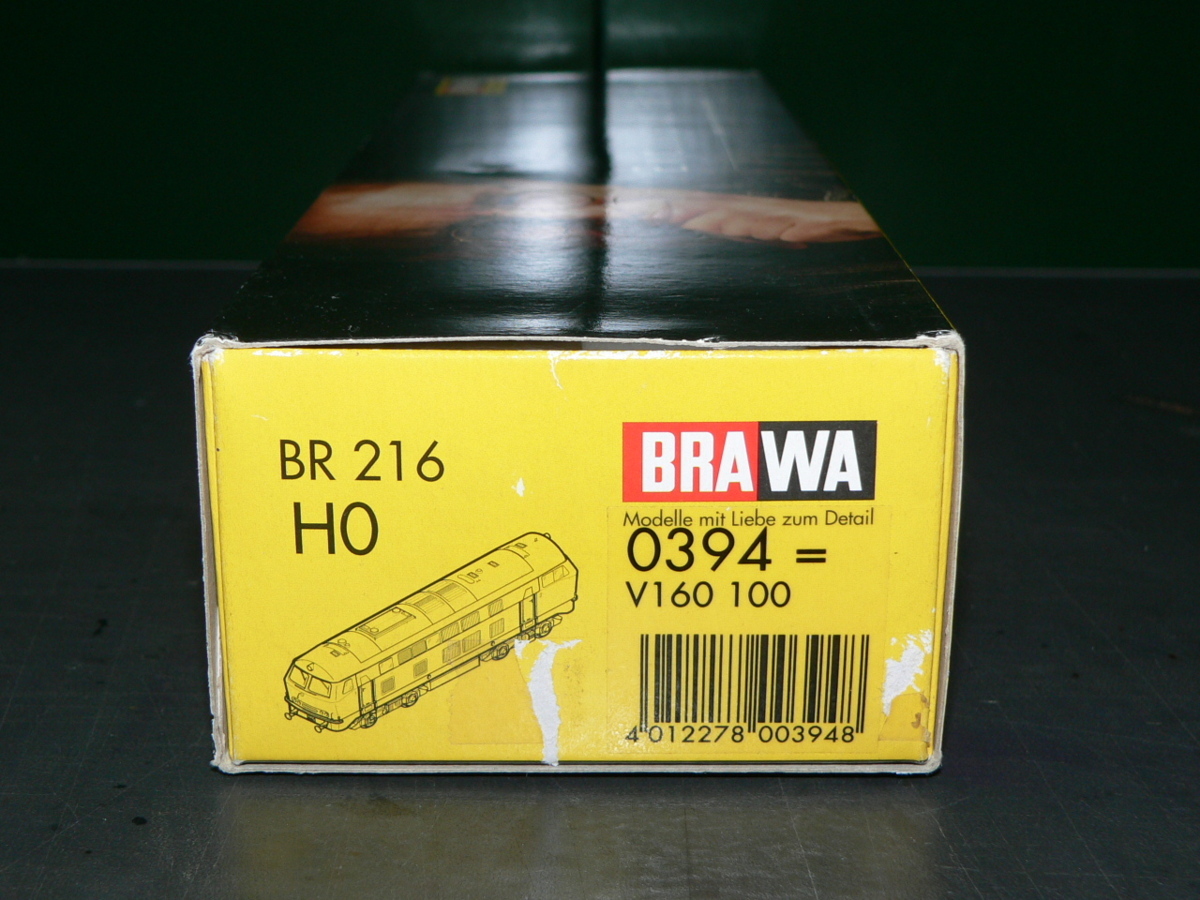 BR 216
H0
BRAWA
Modelle mit Liebe zum Detail
0394 =
V160 100
4 012278 003948